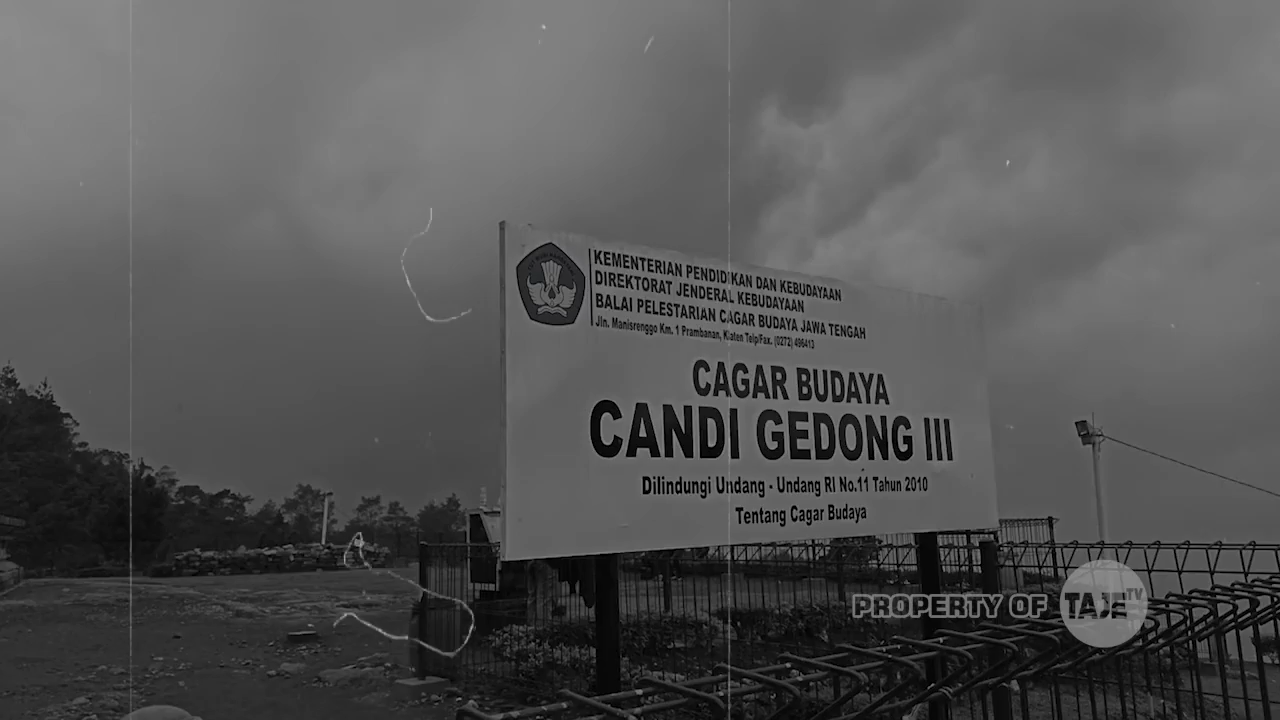 KEMENTERIAN PENDIDIKAN DAN KEBUDAYAAN
DIREKTORAT JENDERAL KEBUDAYAAN
BALAI PELESTARIAN CAGAR BUDAYA JAWA TENGAH
Jln. Manisrenggo Km. 1 Prambanan, Klaten Telp/Fax. (0272) 496413
CAGAR BUDAYA
CANDI GEDONG III
Dilindungi Undang - Undang RI No.11 Tahun 2010
Tentang Cagar Budaya
PROPERTY OF TAJE TV